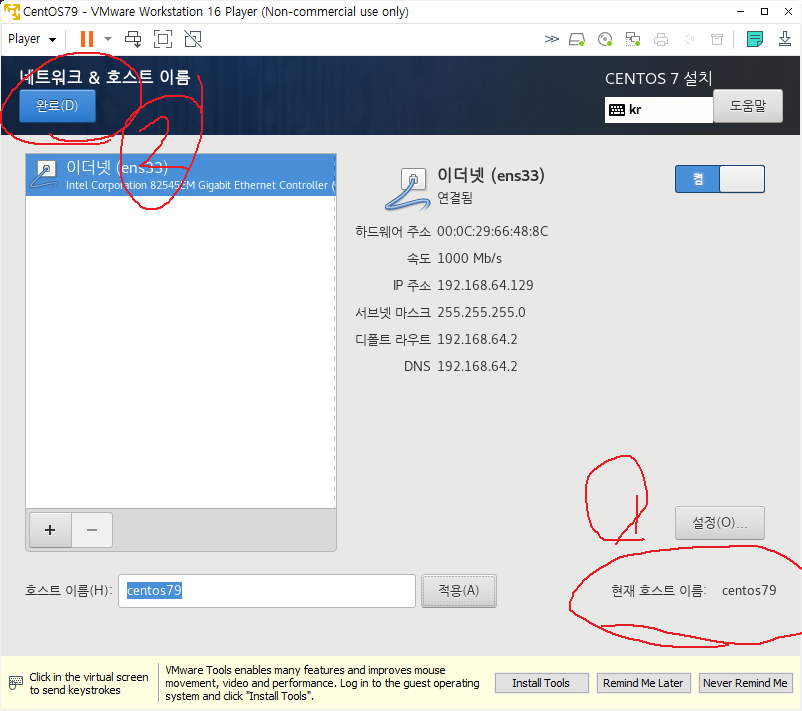 CentOS79 - VMware Workstation 16 Player (Non-commercial use only)
Player
네트워크 & 호스트 이름
CENTOS 7 설치
완료(D)
kr
도움말
2
이더넷 (ens33)
Intel Corporation 82545EM Gigabit Ethernet Controller (
이더넷 (ens33)
연결됨
켬
하드웨어 주소 00:0C:29:66:48:8C
속도 1000 Mb/s
IP 주소 192.168.64.129
서브넷 마스크 255.255.255.0
디폴트 라우트 192.168.64.2
DNS 192.168.64.2
1
+ −
설정(O)...
호스트 이름(H): centos79 적용(A) 현재 호스트 이름: centos79
Click in the virtual screen
to send keystrokes
VMware Tools enables many features and improves mouse
movement, video and performance. Log in to the guest operating
system and click "Install Tools".
Install Tools Remind Me Later Never Remind Me